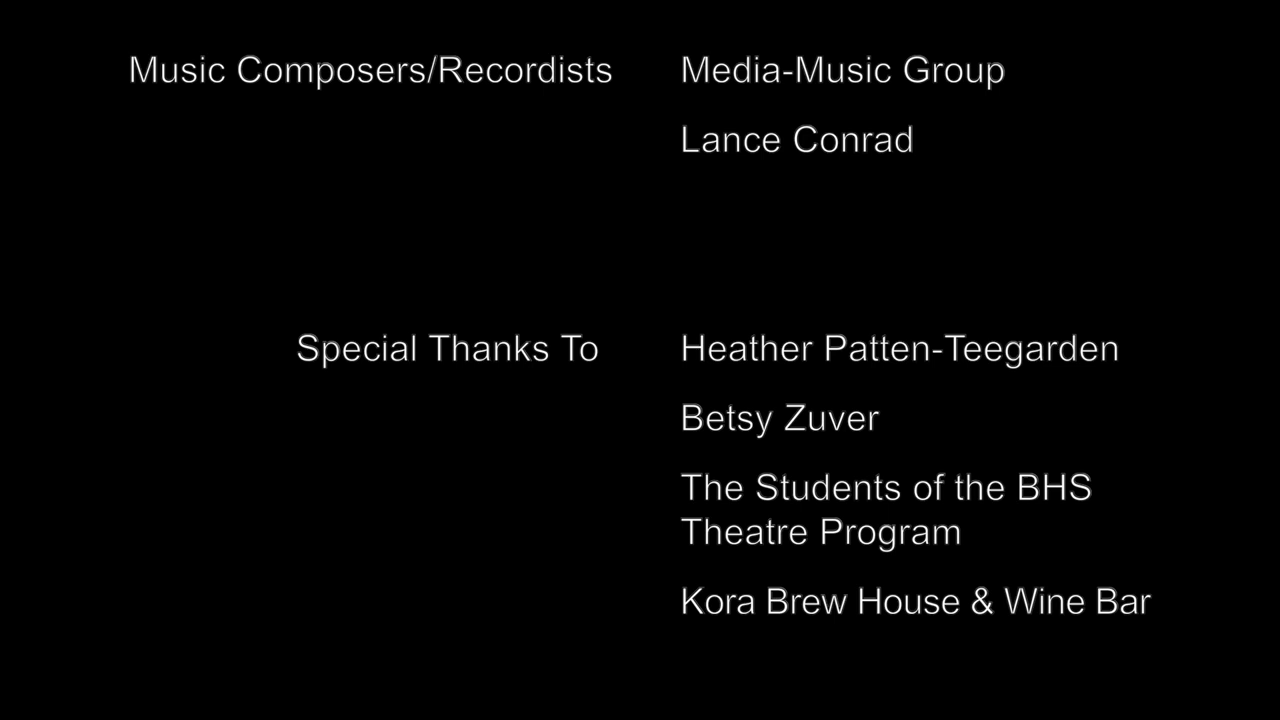 Music Composers/Recordists Media-Music Group
Lance Conrad
Special Thanks To Heather Patten-Teegarden
Betsy Zuver
The Students of the BHS
Theatre Program
Kora Brew House & Wine Bar